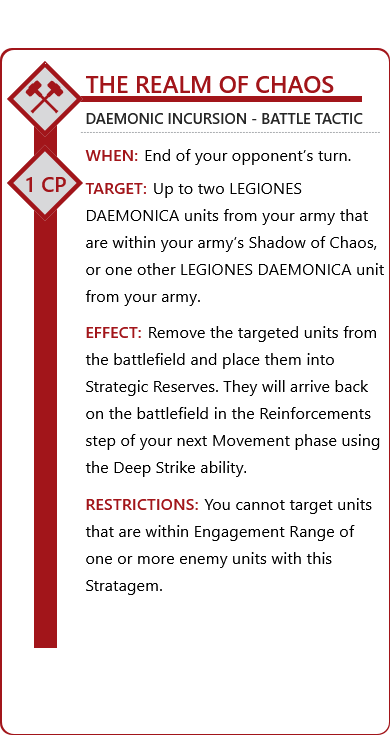 THE REALM OF CHAOS
DAEMONIC INCURSION - BATTLE TACTIC
WHEN: End of your opponent’s turn.
1 CP
TARGET: Up to two LEGIONES
DAEMONICA units from your army that
are within your army’s Shadow of Chaos,
or one other LEGIONES DAEMONICA unit
from your army.
EFFECT: Remove the targeted units from
the battlefield and place them into
Strategic Reserves. They will arrive back
on the battlefield in the Reinforcements
step of your next Movement phase using
the Deep Strike ability.
RESTRICTIONS: You cannot target units
that are within Engagement Range of
one or more enemy units with this
Stratagem.